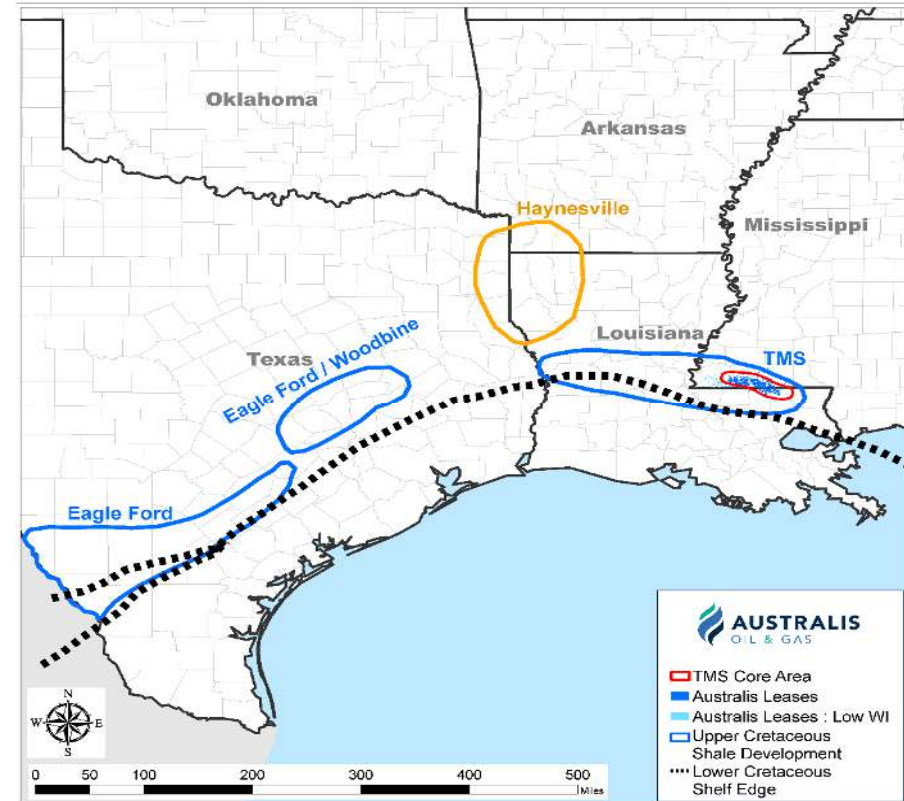 Oklahoma
Arkansas
Haynesville
Mississippi
Louisiana
Texas
TMS
Eagle Ford / Woodbine
Eagle Ford
AUSTRALIS
OIL & GAS
TMS Core Area
Australis Leases
Australis Leases : Low WI
Upper Cretaceous
Shale Development
Lower Cretaceous
Shelf Edge
N
W
E
S
0 50 100 200 300 400 500
Miles